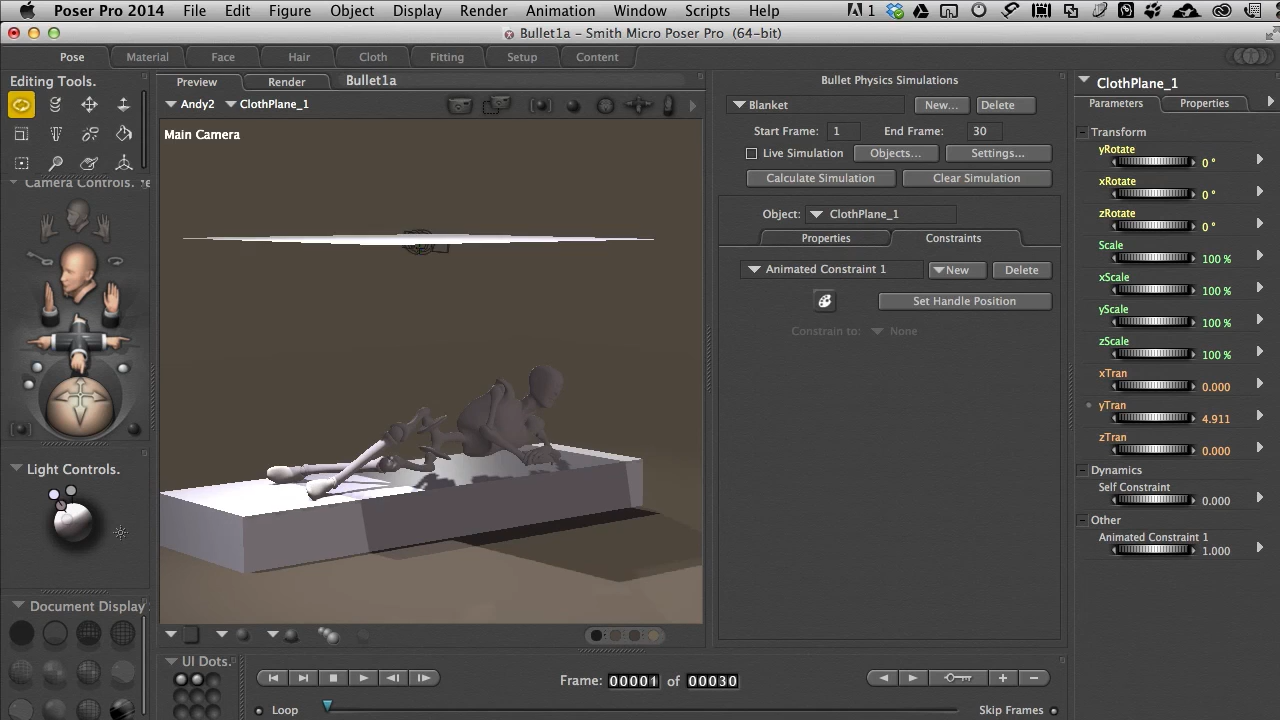 Poser Pro 2014 File Edit Figure Object Display Render Animation Window Scripts Help 1
Bullet1a – Smith Micro Poser Pro (64-bit)
Pose Material Face Hair Cloth Fitting Setup Content
Editing Tools.
Preview Render Bullet1a
Andy2 ClothPlane_1
Main Camera
Camera Controls.
Light Controls.
Document Display
UI Dots.
Bullet Physics Simulations
Blanket New... Delete
Start Frame: 1 End Frame: 30
Live Simulation Objects... Settings...
Calculate Simulation Clear Simulation
Object: ClothPlane_1
Properties Constraints
Animated Constraint 1 New Delete
Set Handle Position
Constrain to: None
Frame: 00001 of 00030
Loop Skip Frames
ClothPlane_1
Parameters Properties
Transform
yRotate
0 °
xRotate
0 °
zRotate
0 °
Scale
100 %
xScale
100 %
yScale
100 %
zScale
100 %
xTran
0.000
yTran
4.911
zTran
0.000
Dynamics
Self Constraint
0.000
Other
Animated Constraint 1
1.000